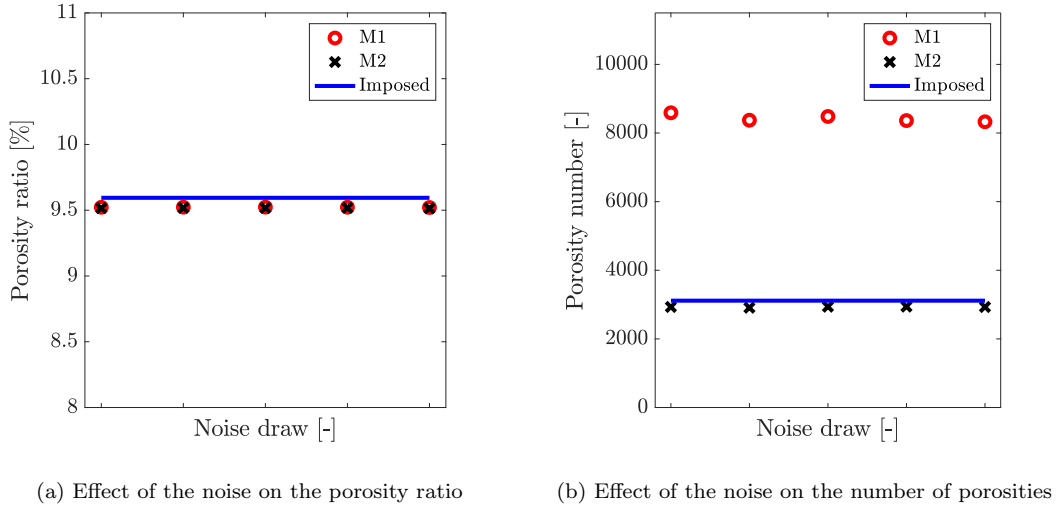 11
10.5
10
9.5
9
8.5
8
Porosity ratio [%]
Noise draw [-]
M1
M2
Imposed
(a) Effect of the noise on the porosity ratio
10000
8000
6000
4000
2000
0
Porosity number [-]
Noise draw [-]
M1
M2
Imposed
(b) Effect of the noise on the number of porosities